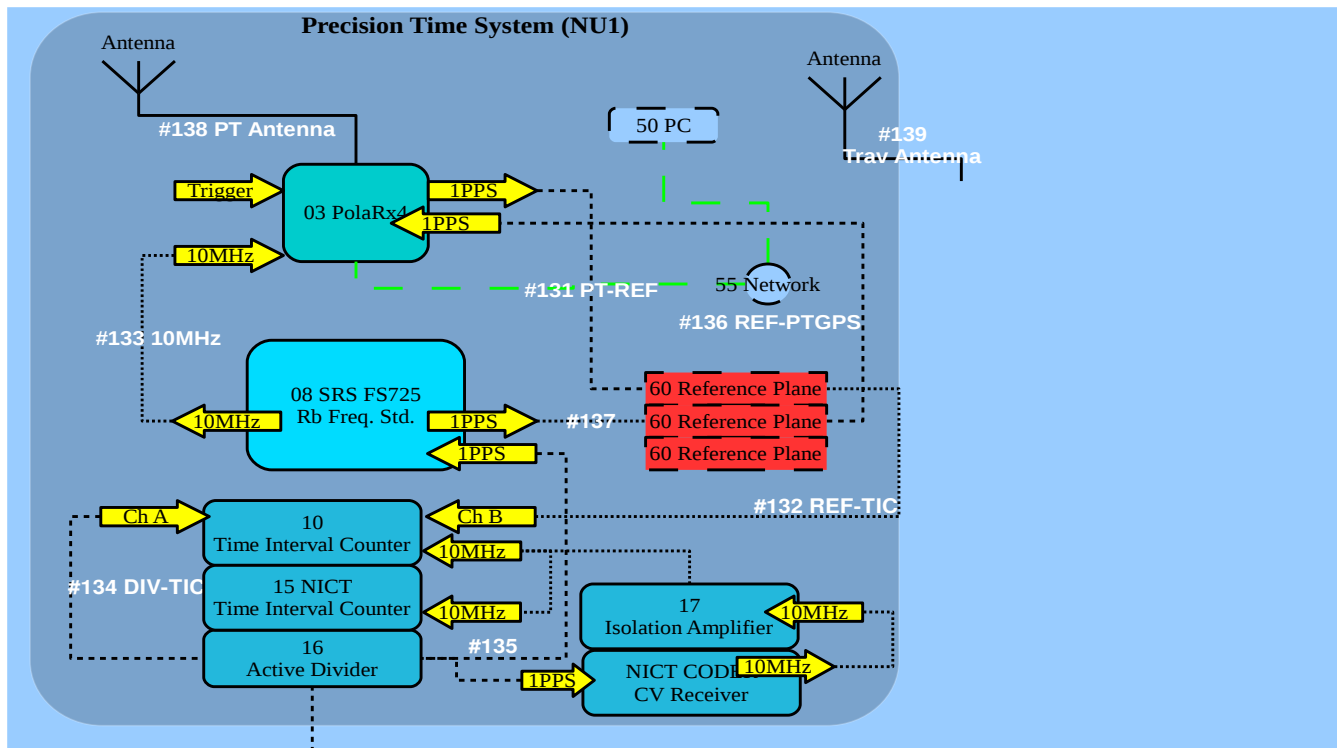 Precision Time System (NU1)
Antenna
Antenna
#138 PT Antenna
50 PC
#139
Trav Antenna
Trigger
03 PolaRx4
1PPS
1PPS
10MHz
55 Network
#131 PT-REF
#136 REF-PTGPS
#133 10MHz
08 SRS FS725
Rb Freq. Std.
10MHz
1PPS
1PPS
#137
60 Reference Plane
60 Reference Plane
60 Reference Plane
#132 REF-TIC
Ch A
10
Time Interval Counter
Ch B
10MHz
#134 DIV-TIC
15 NICT
Time Interval Counter
10MHz
17
Isolation Amplifier
10MHz
16
Active Divider
#135
1PPS
NICT
CV Receiver
10MHz